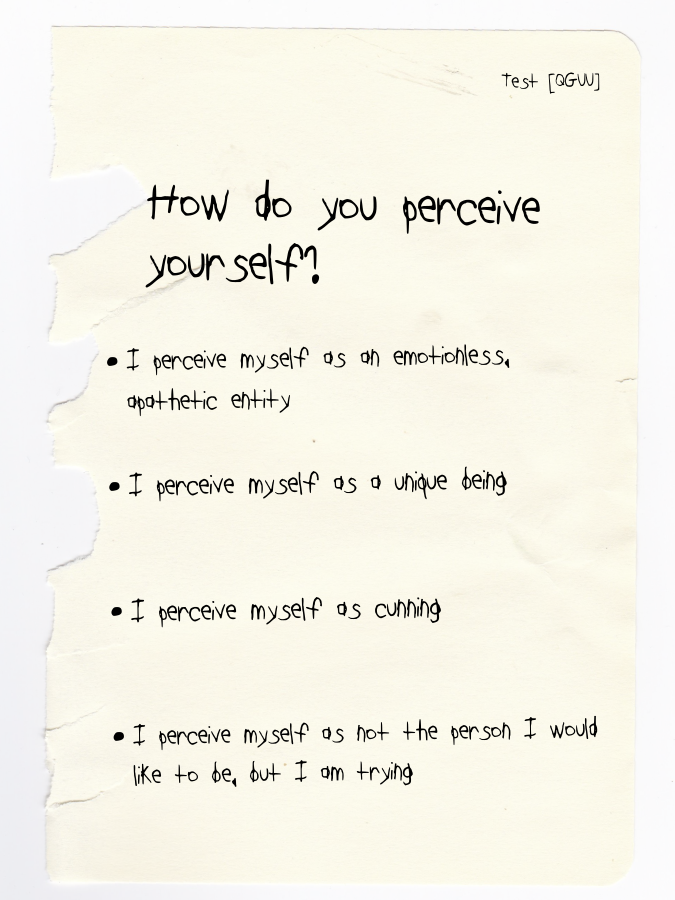 Test [QGUU]
How do you perceive
yourself?
• I perceive myself as an emotionless,
apathetic entity
• I perceive myself as a unique being
• I perceive myself as cunning
• I perceive myself as not the person I would
like to be, but I am trying